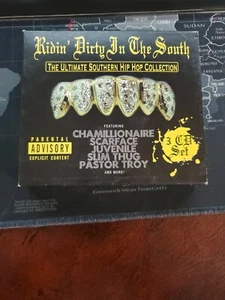 Ridin' Dirty In The South
THE ULTIMATE SOUTHERN HIP HOP COLLECTION
FEATURING
CHAMILLIONAIRE
SCARFACE
JUVENILE
SLIM THUG
PASTOR TROY
AND MORE!
PARENTAL
ADVISORY
EXPLICIT CONTENT
3 CD
Set